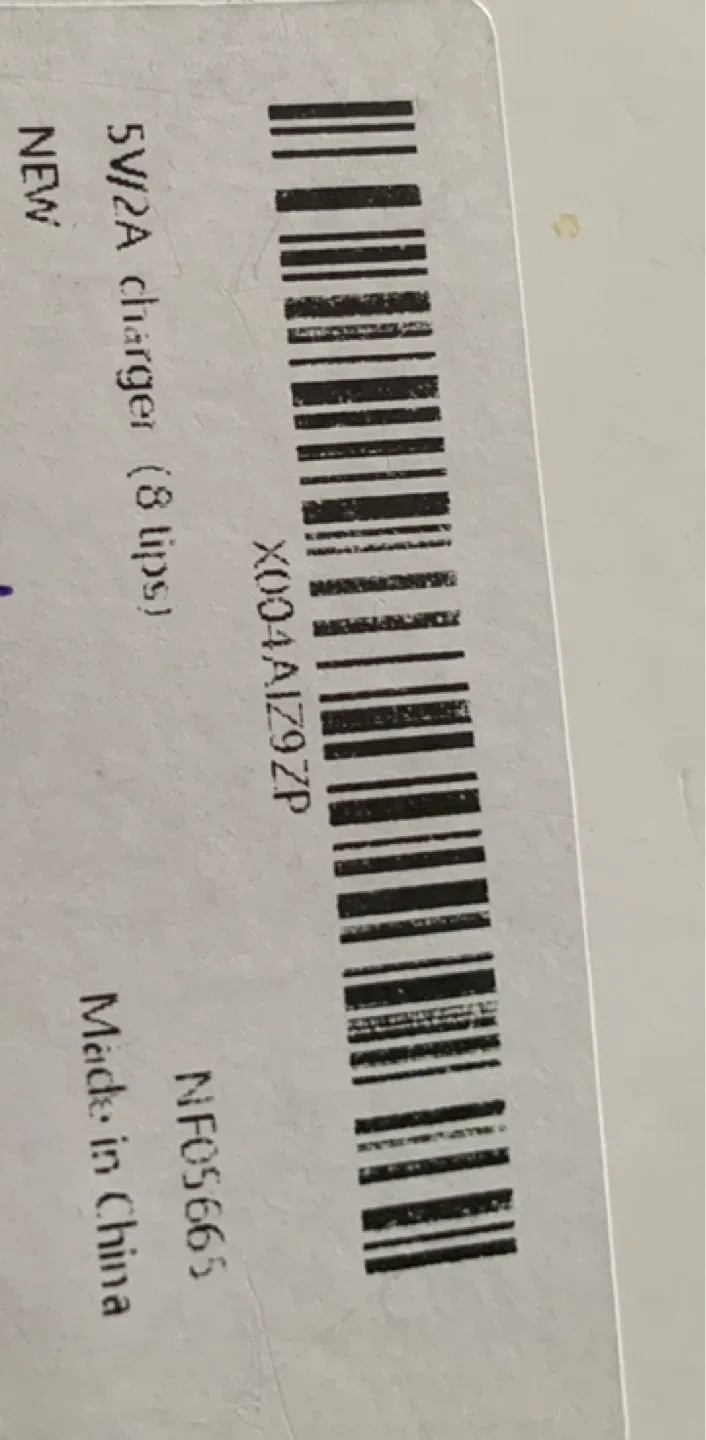 X004AIZ9ZP
NF05665
5V/2A charger (8 tips)
Made in China
NEW